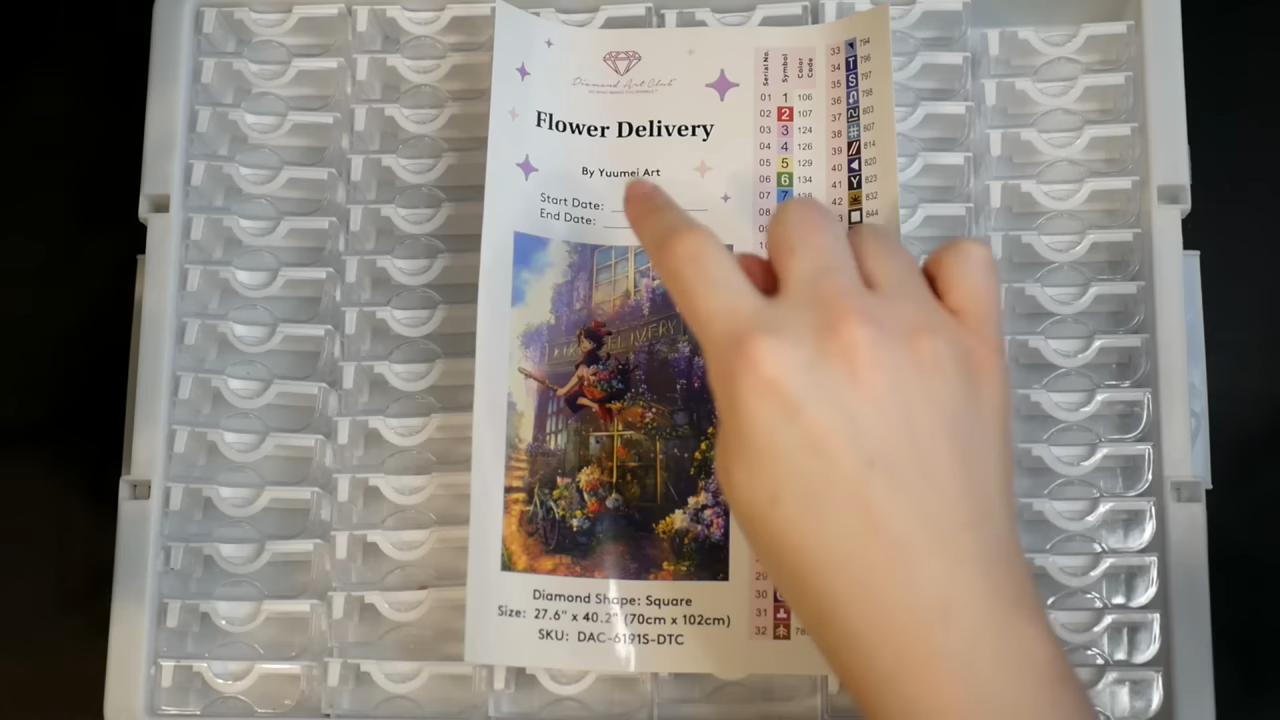 Diamond Art Club
Flower Delivery
By Yuumei Art
Start Date:
End Date:
DELIVERY
Diamond Shape: Square
Size: 27.6" x 40.2" (70cm x 102cm)
SKU: DAC-6191S-DTC
Serial No. Symbol Color Code
01 1 106
02 2 107
03 3 124
04 4 126
05 5 129
06 6 134
07 7
08
29
30
31
32
33 794
34 T 796
35 S 797
36 798
37 803
38 # 807
39 // 814
40 820
41 Y 823
42 832
844